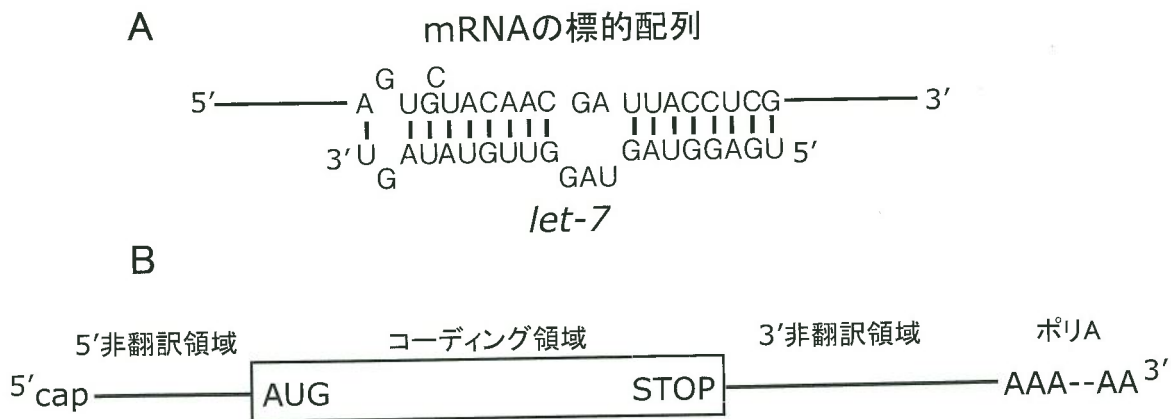 A
mRNAの標的配列
G C
5′ A UGUACAAC GA UUACCUCG 3′
3′U AUAUGUUG GAUGGAGU 5′
G GAU
let-7
B
5′非翻訳領域 コーディング領域 3′非翻訳領域 ポリA
5′cap AUG STOP AAA--AA 3′